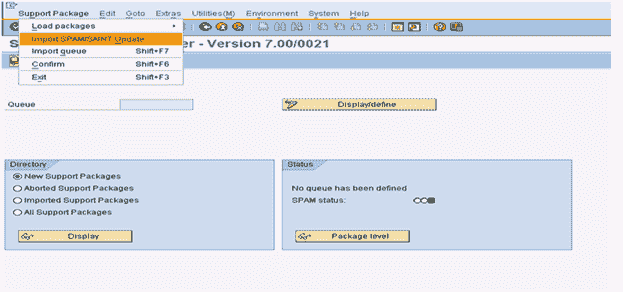 Support Package Edit Goto Extras Utilities(M) Environment System Help
Load packages
Import SPAM/SAINT Update
Import queue Shift+F7
Confirm Shift+F6
Exit Shift+F3
S er - Version 7.00/0021
Queue
Display/define
Directory
New Support Packages
Aborted Support Packages
Imported Support Packages
All Support Packages
Display
Status
No queue has been defined
SPAM status:
Package level